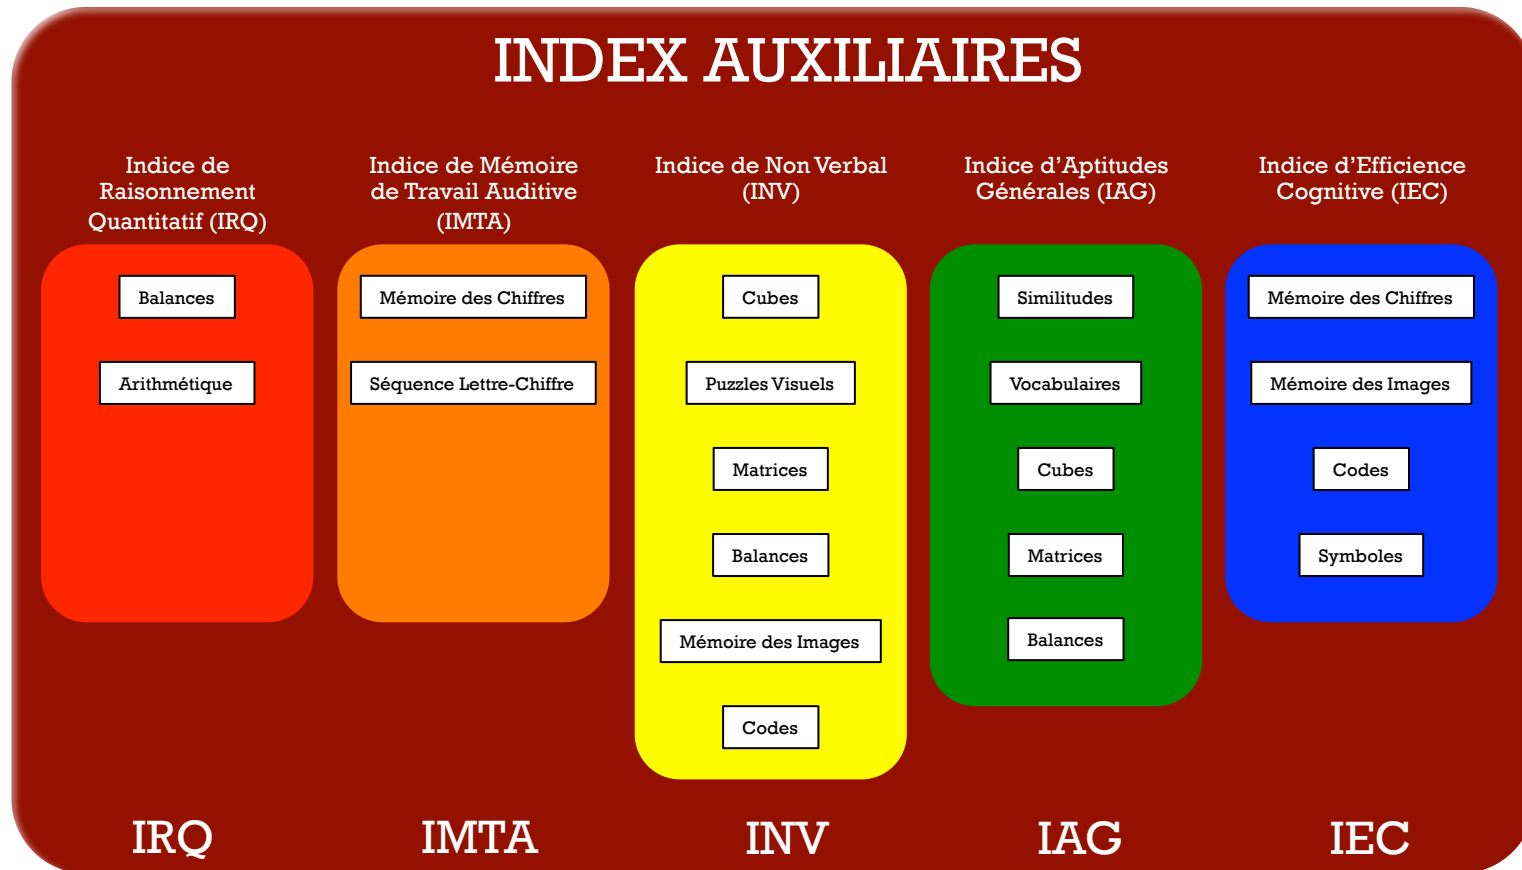 INDEX AUXILIAIRES
Indice de
Raisonnement
Quantitatif (IRQ)
Balances
Arithmétique
IRQ
Indice de Mémoire
de Travail Auditive
(IMTA)
Mémoire des Chiffres
Séquence Lettre-Chiffre
IMTA
Indice de Non Verbal
(INV)
Cubes
Puzzles Visuels
Matrices
Balances
Mémoire des Images
Codes
INV
Indice d’Aptitudes
Générales (IAG)
Similitudes
Vocabulaires
Cubes
Matrices
Balances
IAG
Indice d’Efficience
Cognitive (IEC)
Mémoire des Chiffres
Mémoire des Images
Codes
Symboles
IEC